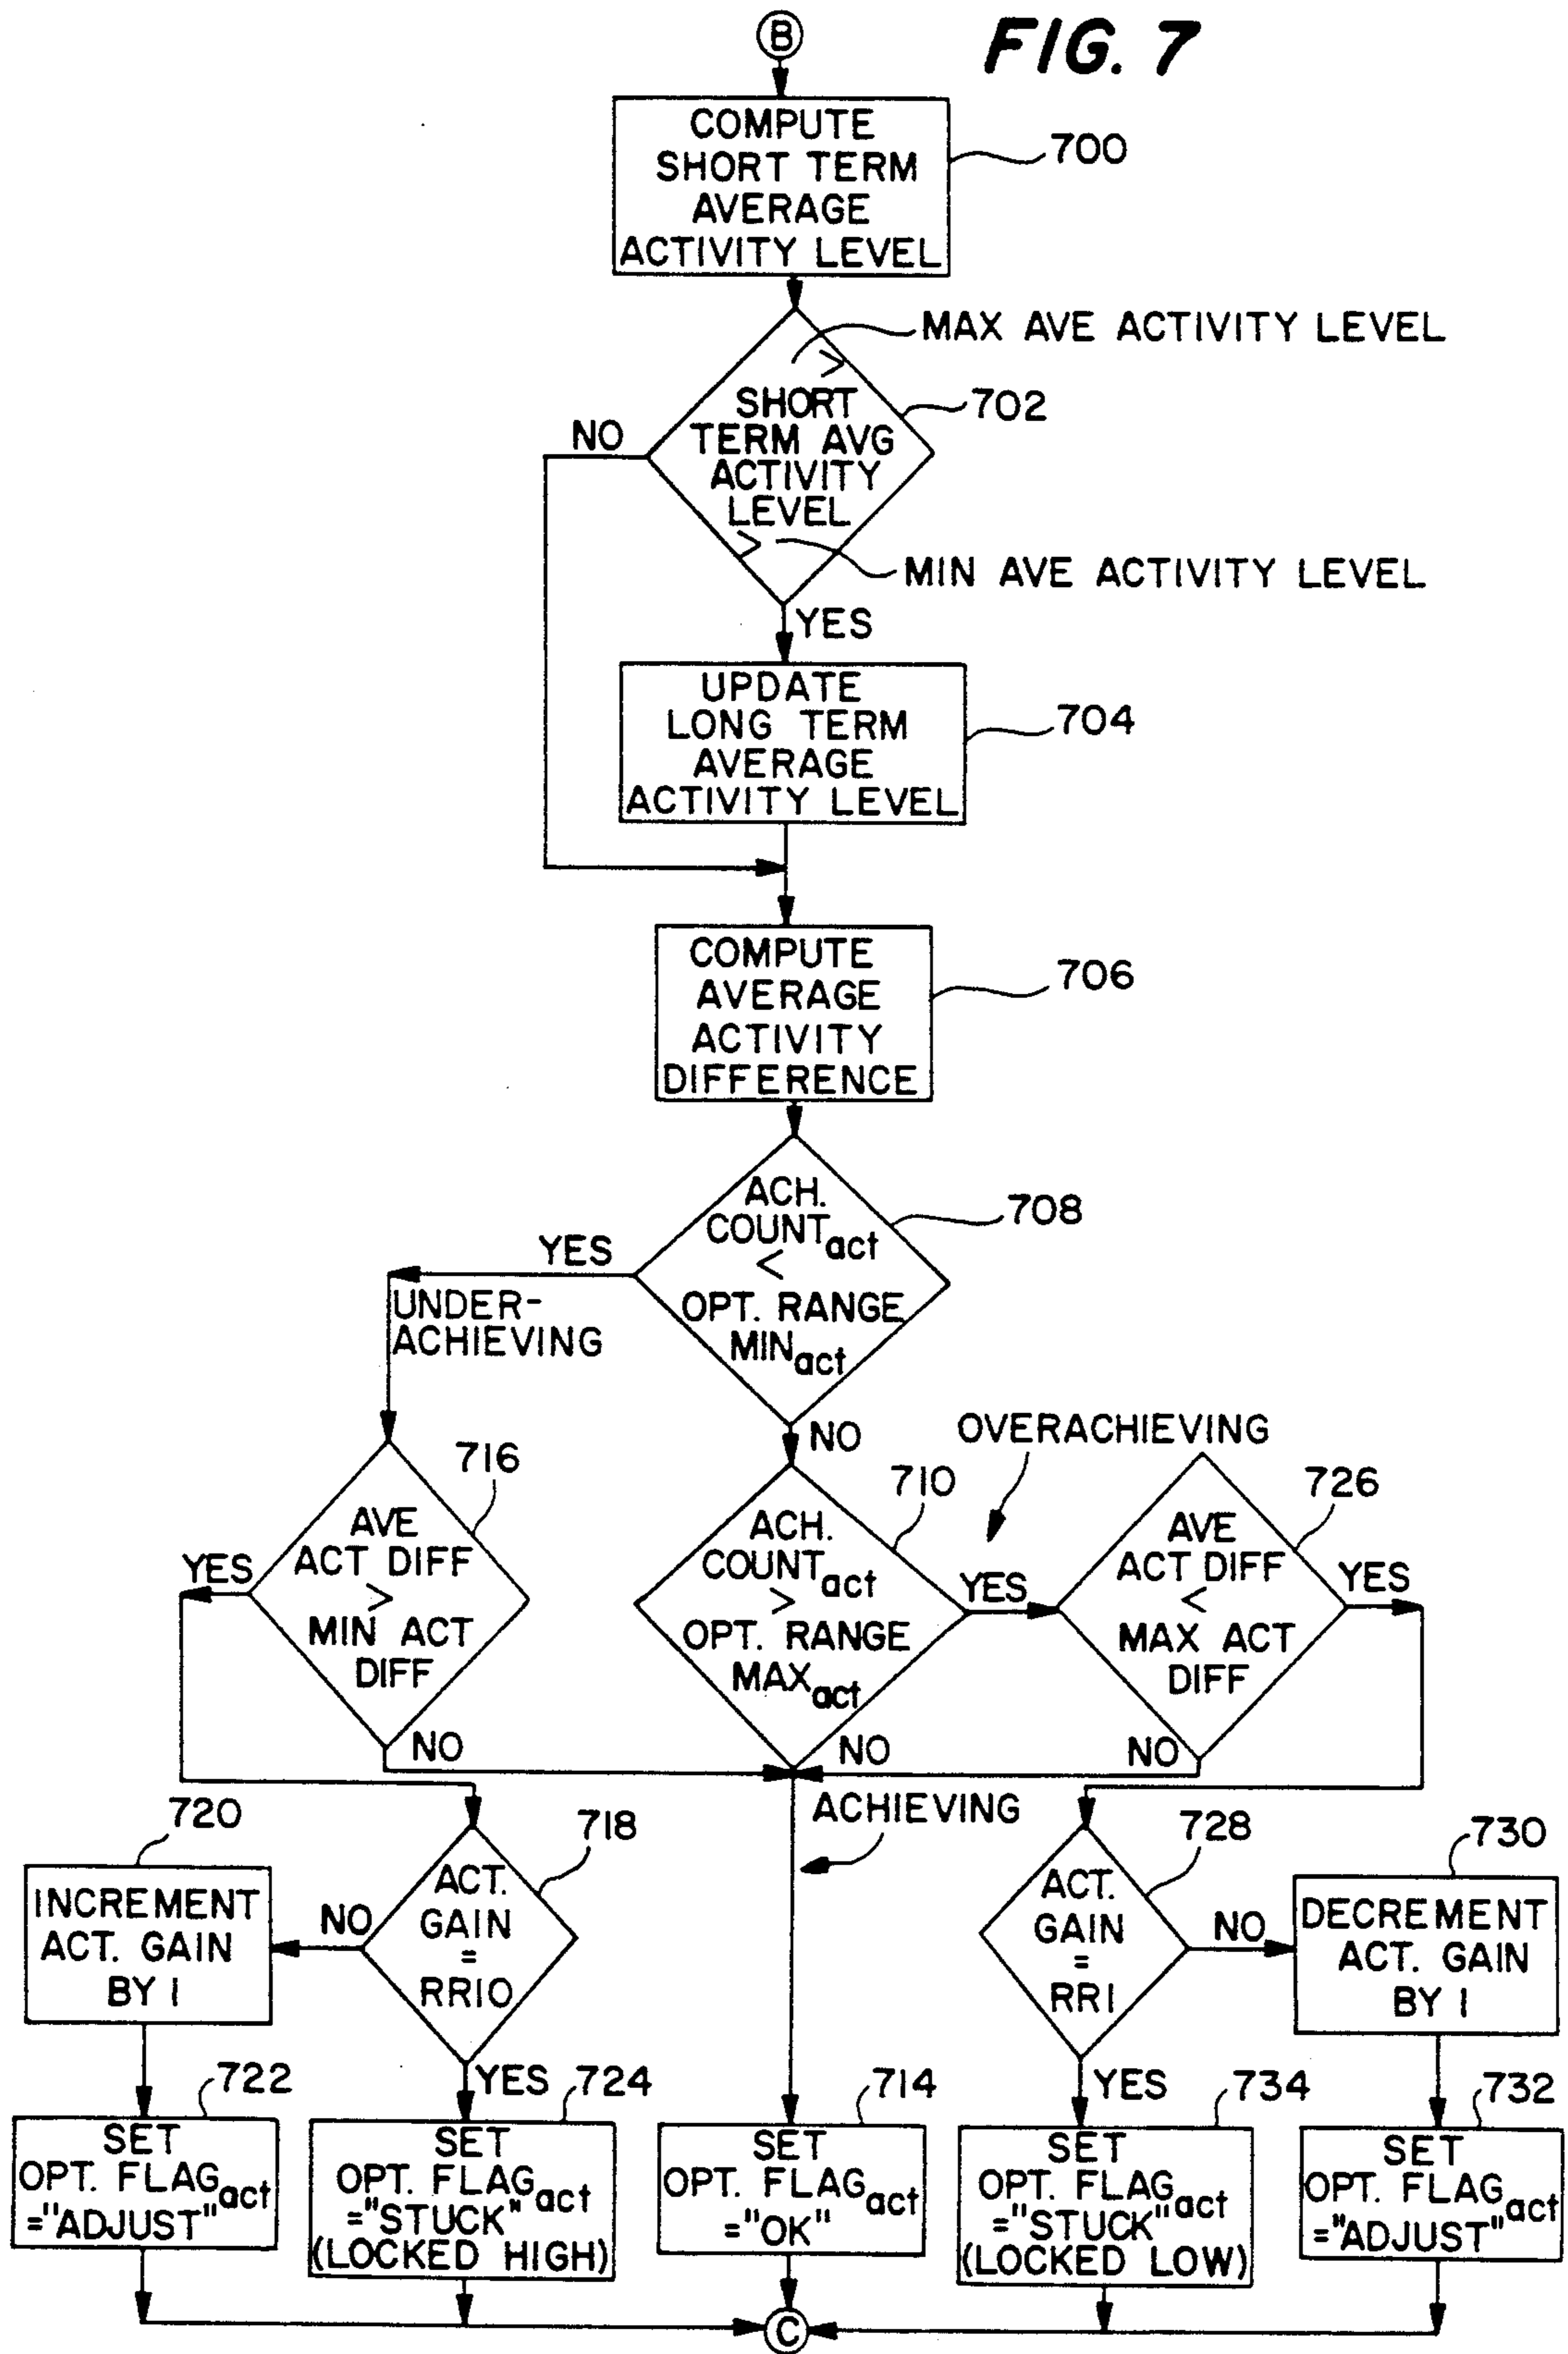 B
FIG. 7
COMPUTE
SHORT TERM
AVERAGE
ACTIVITY LEVEL
700
MAX AVE ACTIVITY LEVEL
>
SHORT
TERM AVG
ACTIVITY
LEVEL
>
702
NO
MIN AVE ACTIVITY LEVEL
YES
UPDATE
LONG TERM
AVERAGE
ACTIVITY LEVEL
704
COMPUTE
AVERAGE
ACTIVITY
DIFFERENCE
706
ACH.
COUNTact
<
OPT. RANGE
MINact
708
YES
UNDER-
ACHIEVING
NO
OVERACHIEVING
716
AVE
ACT DIFF
>
MIN ACT
DIFF
YES
NO
710
ACH.
COUNTact
>
OPT. RANGE
MAXact
YES
NO
726
AVE
ACT DIFF
<
MAX ACT
DIFF
YES
NO
ACHIEVING
720
INCREMENT
ACT. GAIN
BY 1
NO
718
ACT.
GAIN
=
RR10
YES
728
ACT.
GAIN
=
RR1
NO
YES
730
DECREMENT
ACT. GAIN
BY 1
722
SET
OPT. FLAGact
="ADJUST"
724
SET
OPT. FLAGact
="STUCK"
(LOCKED HIGH)
714
SET
OPT. FLAGact
="OK"
734
SET
OPT. FLAGact
="STUCK"
(LOCKED LOW)
732
SET
OPT. FLAGact
="ADJUST"
C